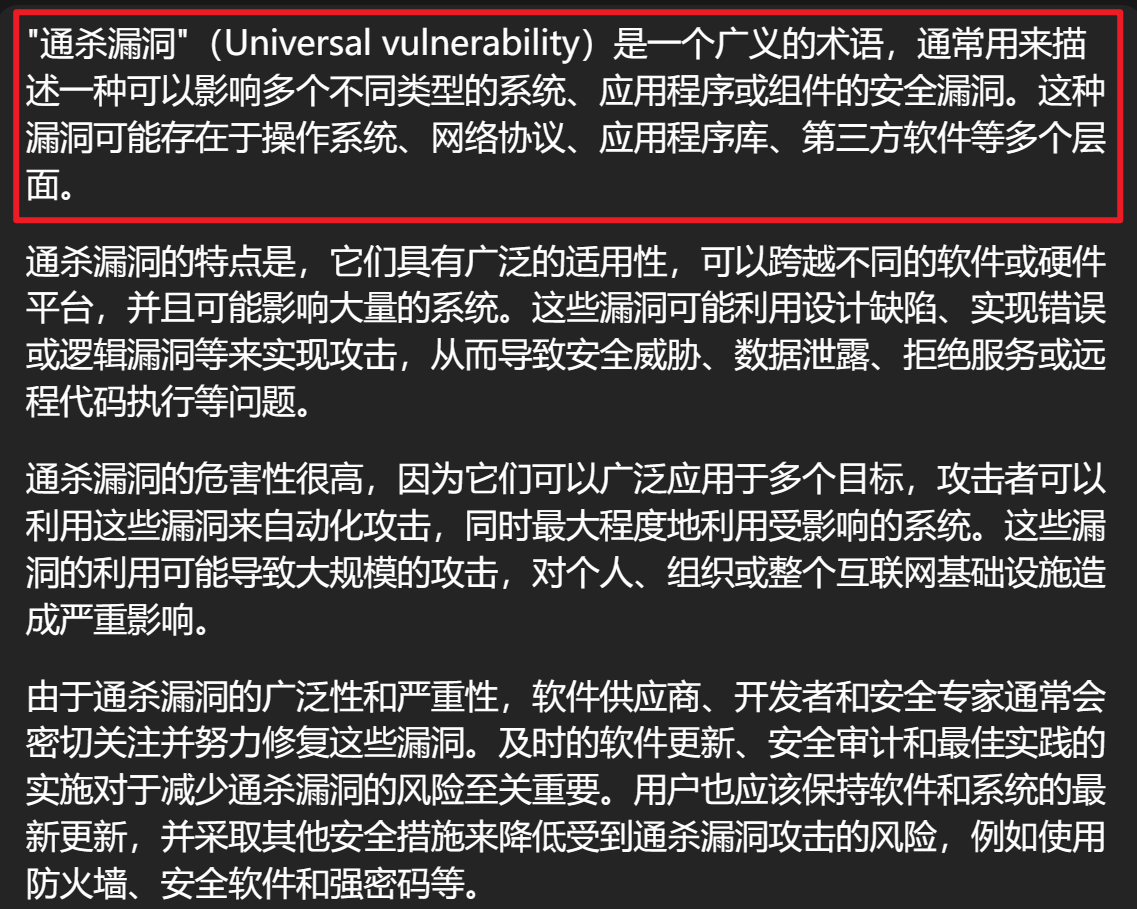 "通杀漏洞"（Universal vulnerability）是一个广义的术语，通常用来描
述一种可以影响多个不同类型的系统、应用程序或组件的安全漏洞。这种
漏洞可能存在于操作系统、网络协议、应用程序库、第三方软件等多个层
面。
通杀漏洞的特点是，它们具有广泛的适用性，可以跨越不同的软件或硬件
平台，并且可能影响大量的系统。这些漏洞可能利用设计缺陷、实现错误
或逻辑漏洞等来实现攻击，从而导致安全威胁、数据泄露、拒绝服务或远
程代码执行等问题。
通杀漏洞的危害性很高，因为它们可以广泛应用于多个目标，攻击者可以
利用这些漏洞来自动化攻击，同时最大程度地利用受影响的系统。这些漏
洞的利用可能导致大规模的攻击，对个人、组织或整个互联网基础设施造
成严重影响。
由于通杀漏洞的广泛性和严重性，软件供应商、开发者和安全专家通常会
密切关注并努力修复这些漏洞。及时的软件更新、安全审计和最佳实践的
实施对于减少通杀漏洞的风险至关重要。用户也应该保持软件和系统的最
新更新，并采取其他安全措施来降低受到通杀漏洞攻击的风险，例如使用
防火墙、安全软件和强密码等。